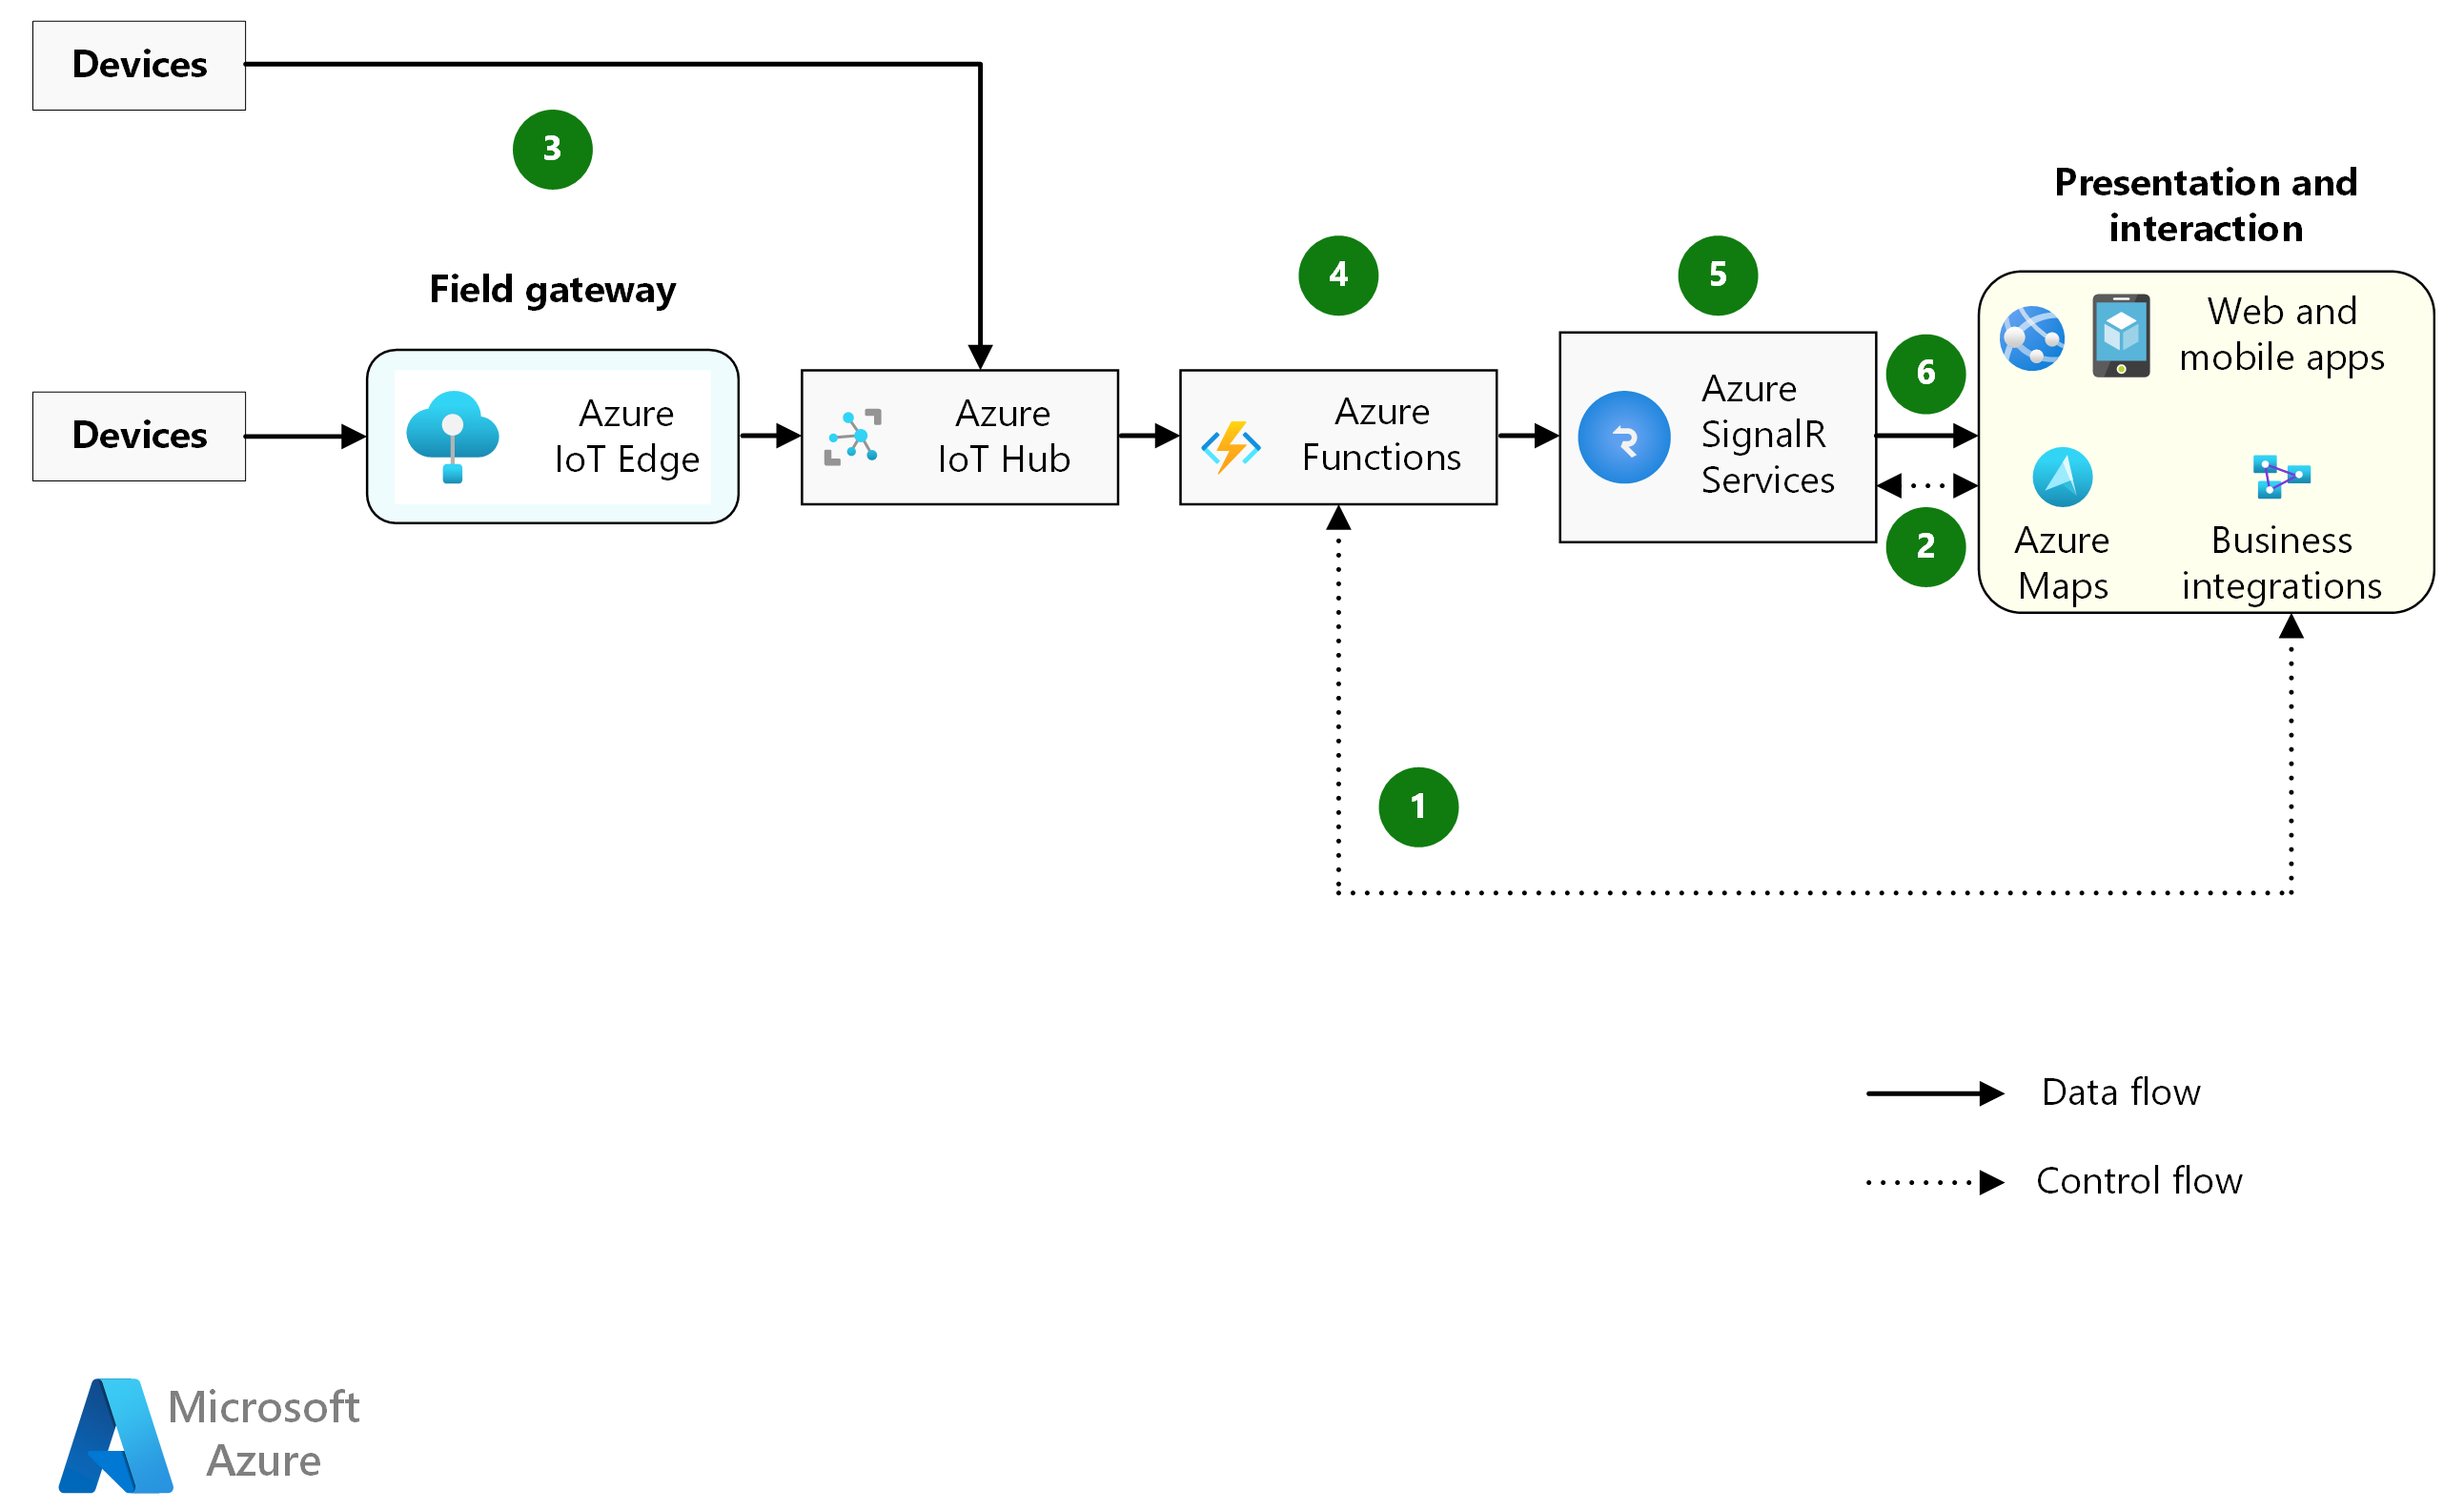 Devices
3
Presentation and
interaction
Field gateway
4
5
Web and
mobile apps
6
Devices
Azure
IoT Edge
Azure
IoT Hub
Azure
Functions
Azure
SignalR
Services
2
Azure
Maps
Business
integrations
1
Data flow
Control flow
Microsoft
Azure